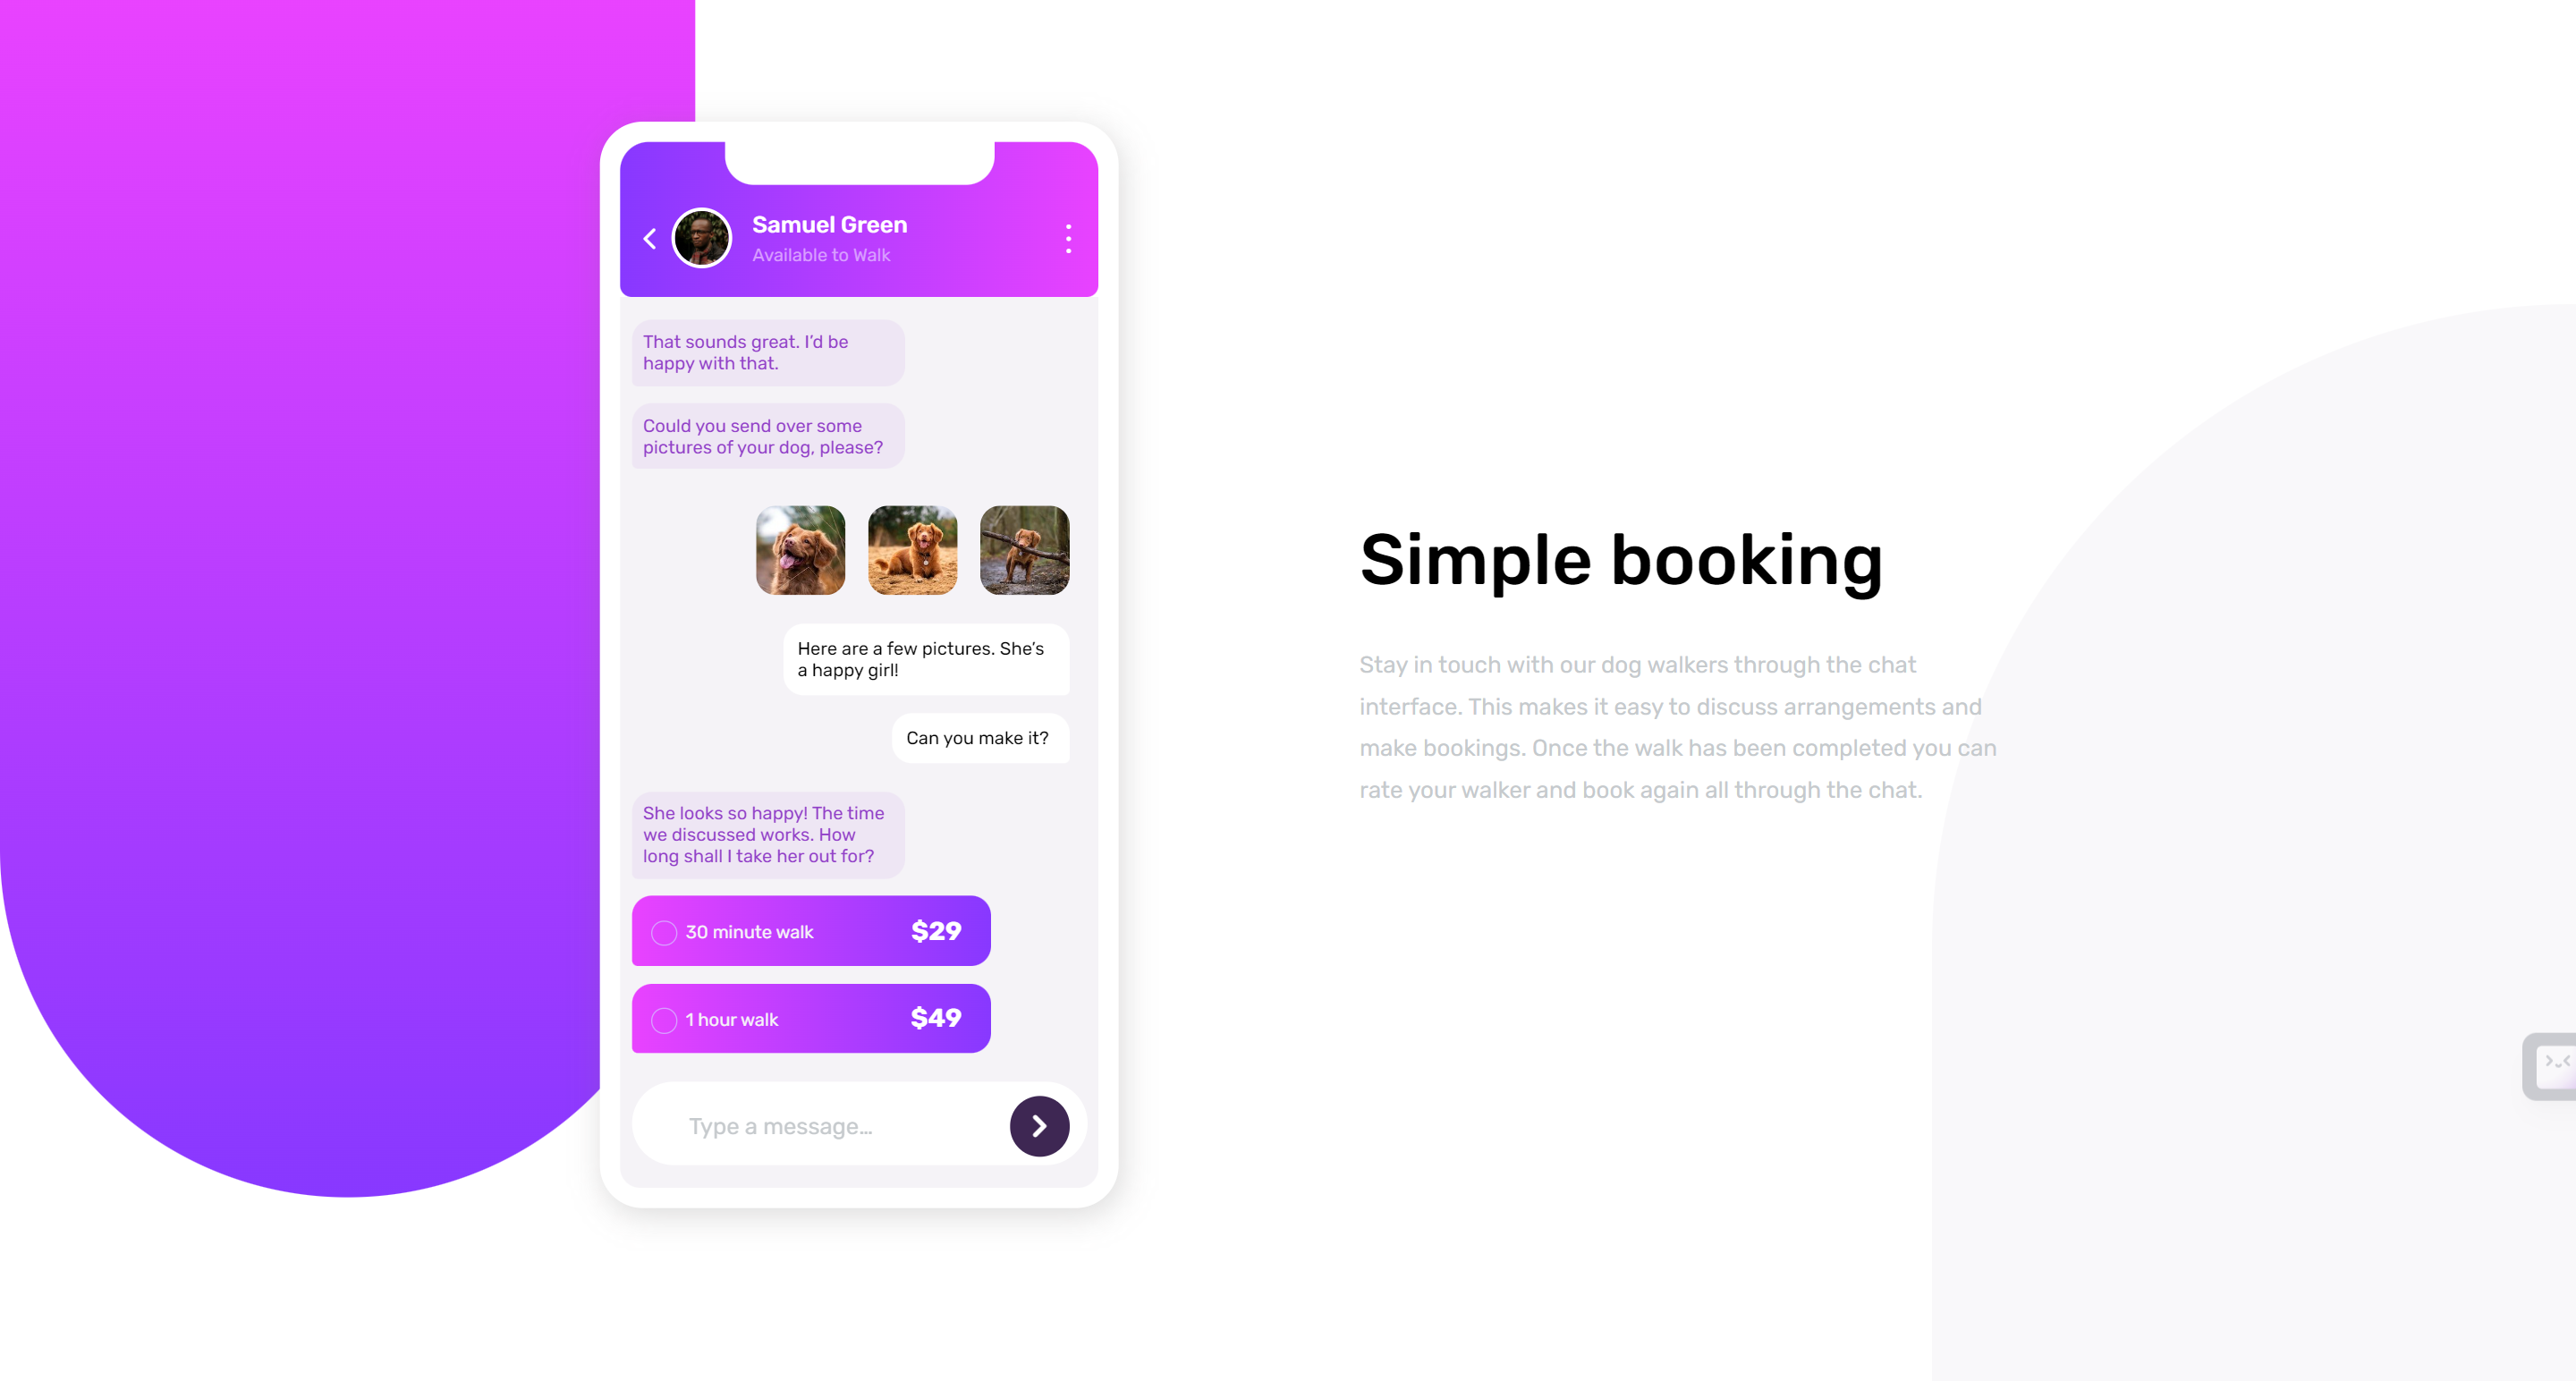 Samuel Green
Available to Walk
That sounds great. I’d be
happy with that.
Could you send over some
pictures of your dog, please?
Here are a few pictures. She’s
a happy girl!
Can you make it?
She looks so happy! The time
we discussed works. How
long shall I take her out for?
30 minute walk $29
1 hour walk $49
Type a message…
Simple booking
Stay in touch with our dog walkers through the chat
interface. This makes it easy to discuss arrangements and
make bookings. Once the walk has been completed you can
rate your walker and book again all through the chat.